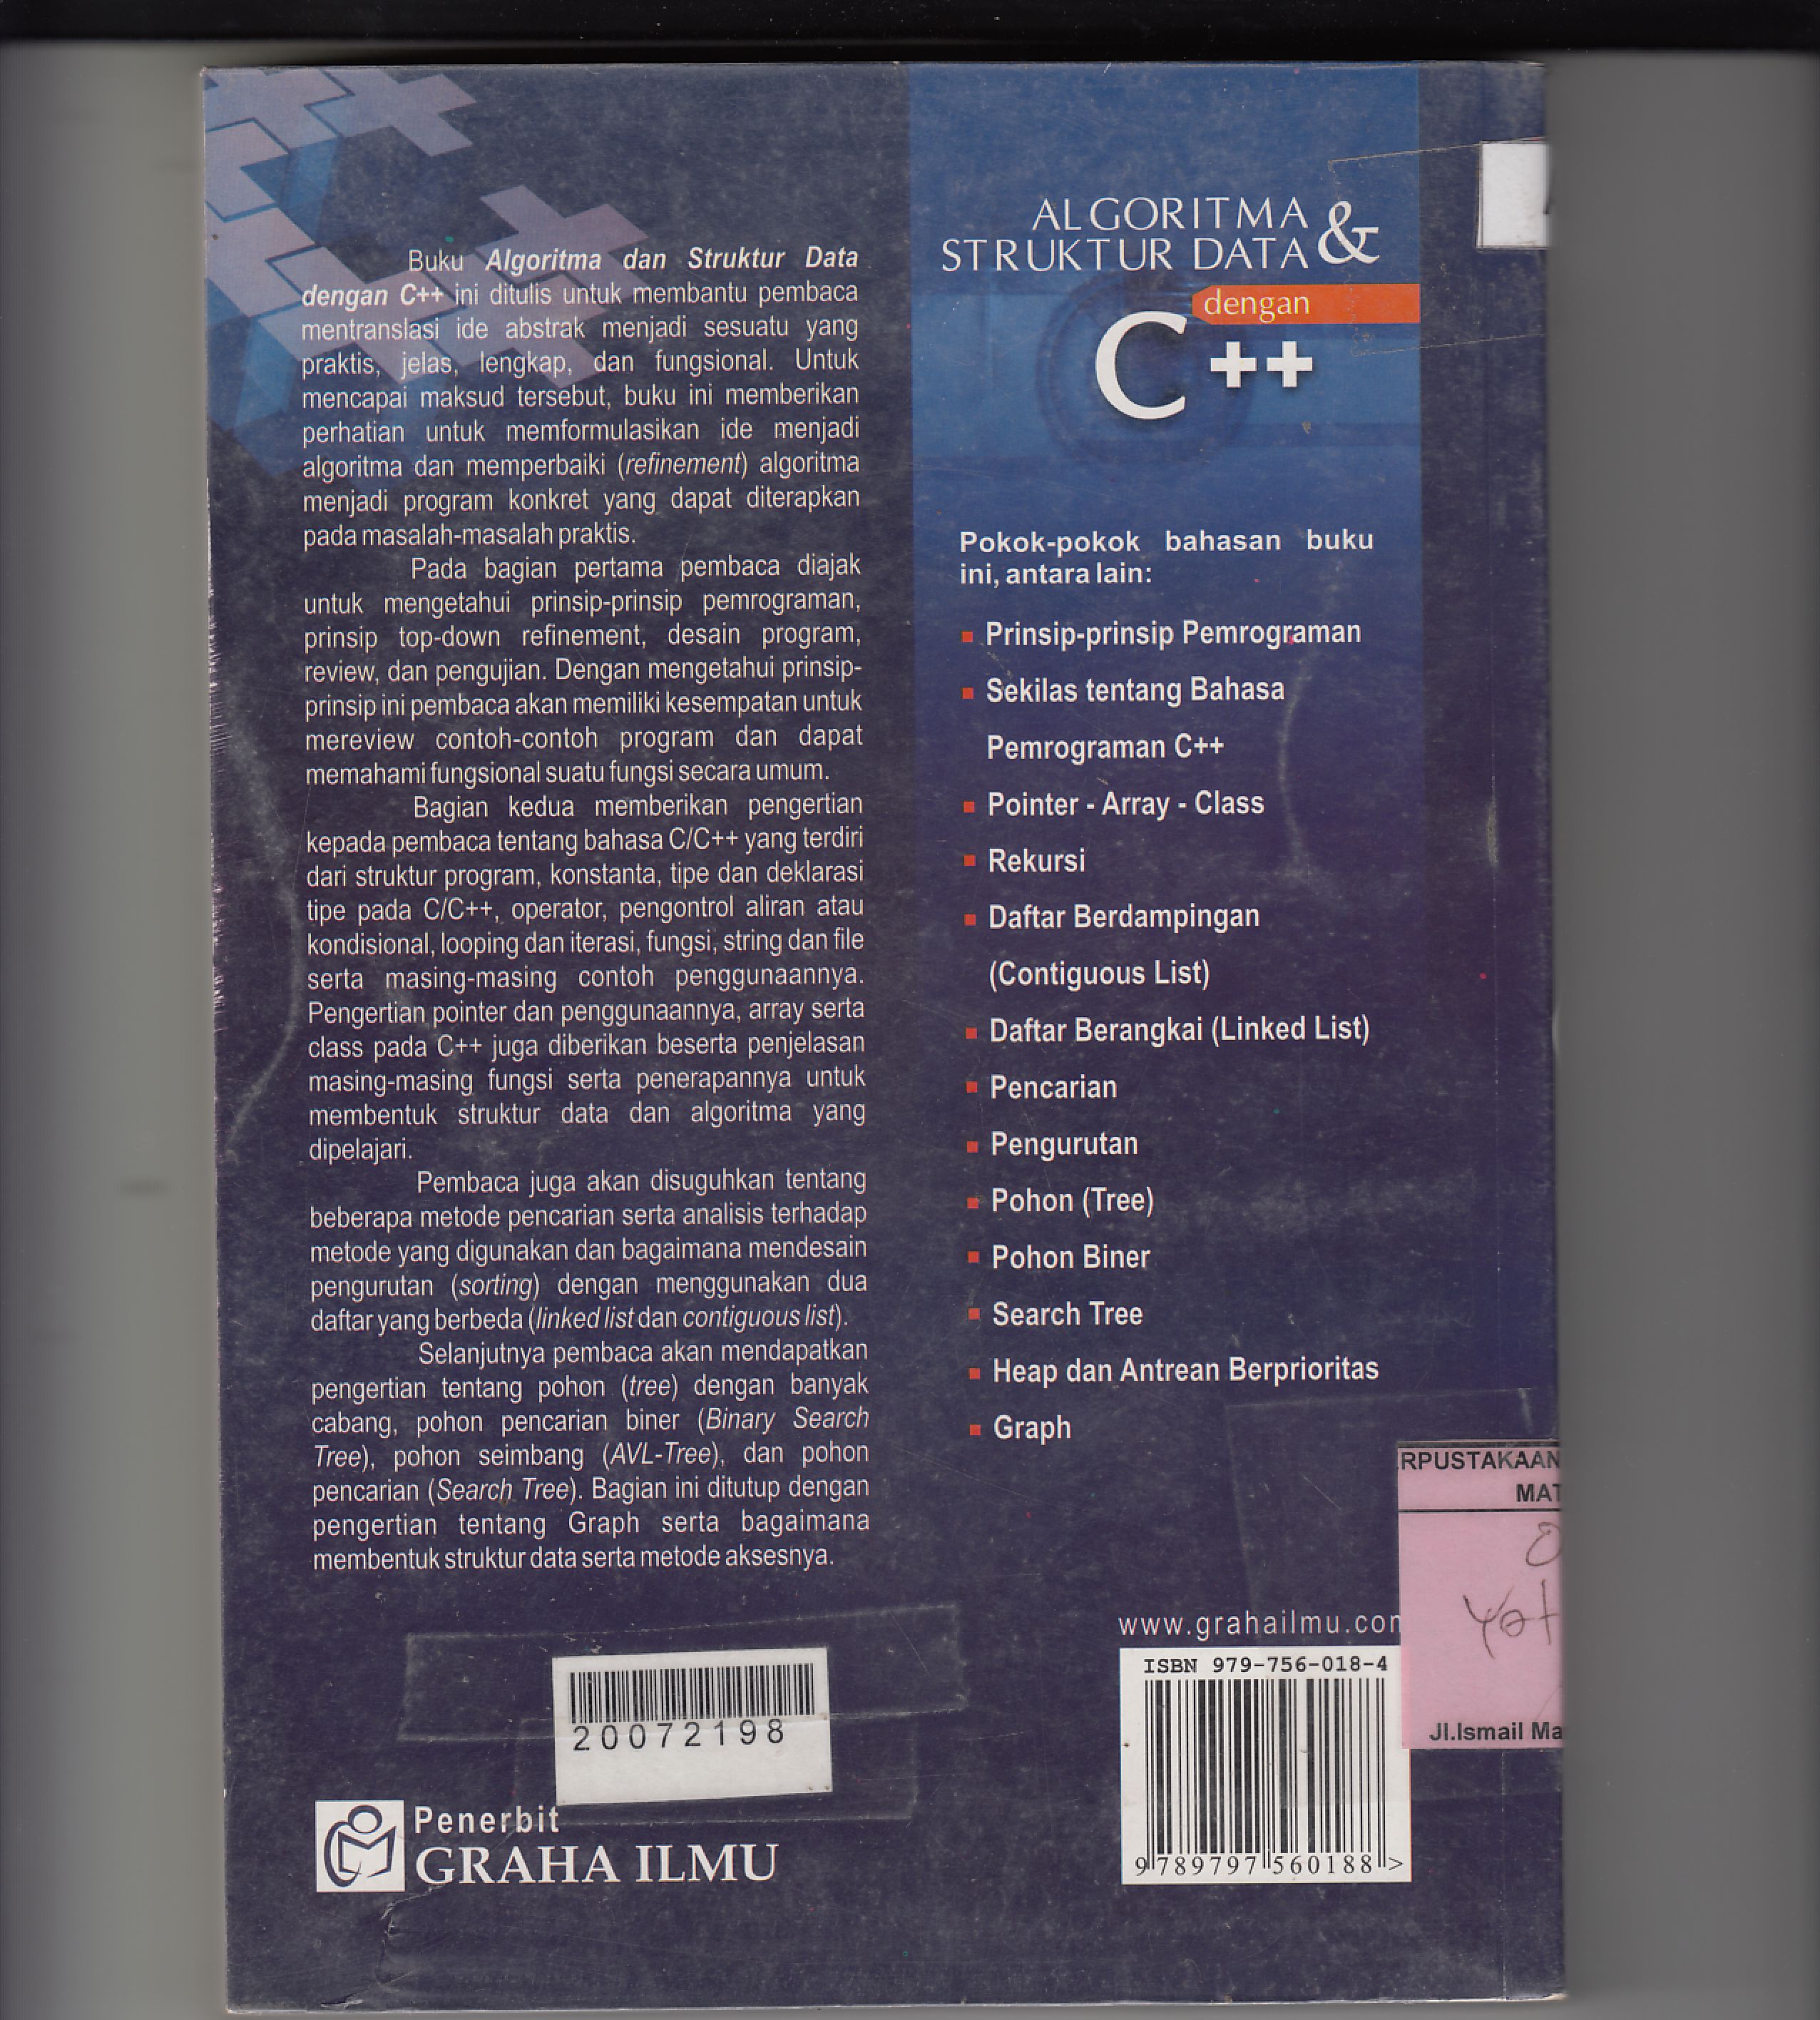 Buku Algoritma dan Struktur Data
dengan C++ ini ditulis untuk membantu pembaca
mentranslasi ide abstrak menjadi sesuatu yang
praktis, jelas, lengkap, dan fungsional. Untuk
mencapai maksud tersebut, buku ini memberikan
perhatian untuk memformulasikan ide menjadi
algoritma dan memperbaiki (refinement) algoritma
menjadi program konkret yang dapat diterapkan
pada masalah-masalah praktis.
Pada bagian pertama pembaca diajak
untuk mengetahui prinsip-prinsip pemrograman,
prinsip top-down refinement, desain program,
review, dan pengujian. Dengan mengetahui prinsip-
prinsip ini pembaca akan memiliki kesempatan untuk
mereview contoh-contoh program dan dapat
memahami fungsional suatu fungsi secara umum.
Bagian kedua memberikan pengertian
kepada pembaca tentang bahasa C/C++ yang terdiri
dari struktur program, konstanta, tipe dan deklarasi
tipe pada C/C++, operator, pengontrol aliran atau
kondisional, looping dan iterasi, fungsi, string dan file
serta masing-masing contoh penggunaannya.
Pengertian pointer dan penggunaannya, array serta
class pada C++ juga diberikan beserta penjelasan
masing-masing fungsi serta penerapannya untuk
membentuk struktur data dan algoritma yang
dipelajari.
Pembaca juga akan disuguhkan tentang
beberapa metode pencarian serta analisis terhadap
metode yang digunakan dan bagaimana mendesain
pengurutan (sorting) dengan menggunakan dua
daftar yang berbeda (linked list dan contiguous list).
Selanjutnya pembaca akan mendapatkan
pengertian tentang pohon (tree) dengan banyak
cabang, pohon pencarian biner (Binary Search
Tree), pohon seimbang (AVL-Tree), dan pohon
pencarian (Search Tree). Bagian ini ditutup dengan
pengertian tentang Graph serta bagaimana
membentuk struktur data serta metode aksesnya.
20072198
Penerbit
GRAHA ILMU
ALGORITMA &
STRUKTUR DATA
dengan
C ++
Pokok-pokok bahasan buku
ini, antara lain:
Prinsip-prinsip Pemrograman
Sekilas tentang Bahasa
Pemrograman C++
Pointer - Array - Class
Rekursi
Daftar Berdampingan
(Contiguous List)
Daftar Berangkai (Linked List)
Pencarian
Pengurutan
Pohon (Tree)
Pohon Biner
Search Tree
Heap dan Antrean Berprioritas
Graph
RPUSTAKAAN
MAT
Jl.Ismail Ma
www.grahailmu.com
ISBN 979-756-018-4
9 789797 560188 >